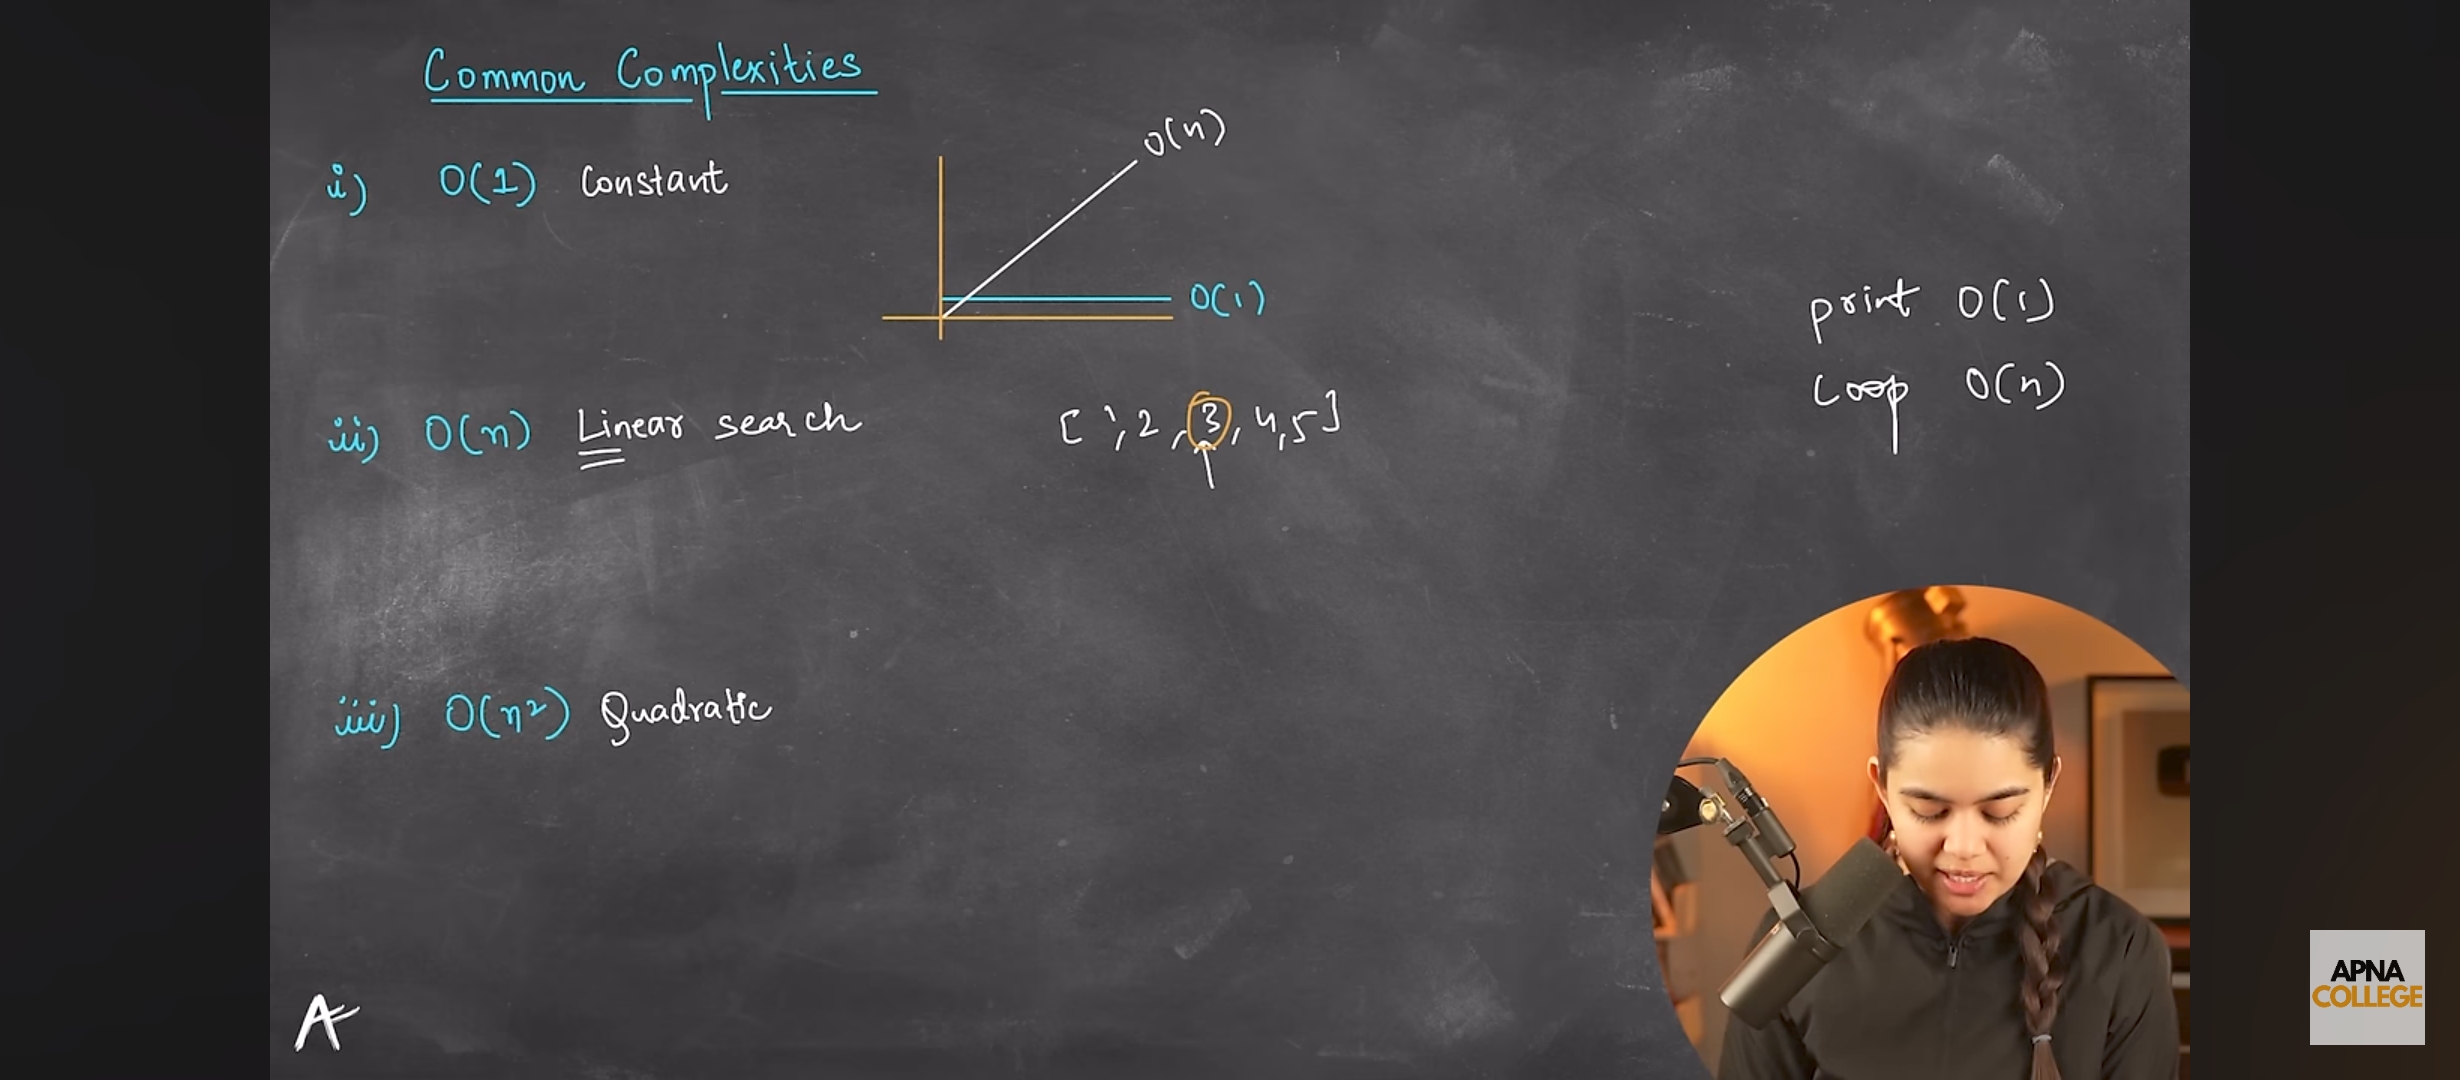 Common Complexities
i) O(1) Constant
O(n)
O(1)
ii) O(n) Linear search
[1,2,3,4,5]
print O(1)
loop O(n)
iii) O(n²) Quadratic
A
APNA
COLLEGE